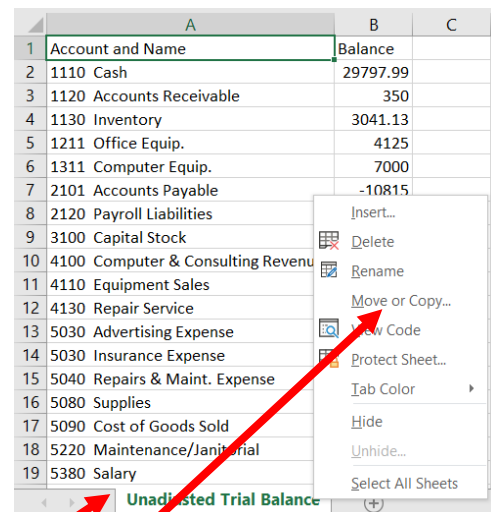 A B C
1 Account and Name Balance
2 1110 Cash 29797.99
3 1120 Accounts Receivable 350
4 1130 Inventory 3041.13
5 1211 Office Equip. 4125
6 1311 Computer Equip. 7000
7 2101 Accounts Payable -10815
8 2120 Payroll Liabilities
9 3100 Capital Stock
10 4100 Computer & Consulting Revenu
11 4110 Equipment Sales
12 4130 Repair Service
13 5030 Advertising Expense
14 5030 Insurance Expense
15 5040 Repairs & Maint. Expense
16 5080 Supplies
17 5090 Cost of Goods Sold
18 5220 Maintenance/Janitorial
19 5380 Salary
Insert...
Delete
Rename
Move or Copy...
View Code
Protect Sheet...
Tab Color
Hide
Unhide...
Select All Sheets
Unadjusted Trial Balance